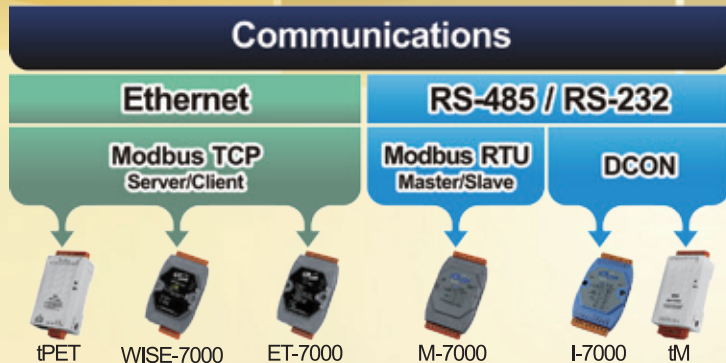 Communications
Ethernet
RS-485 / RS-232
Modbus TCP
Server/Client
Modbus RTU
Master/Slave
DCON
tPET
WISE-7000
ET-7000
M-7000
I-7000
tM